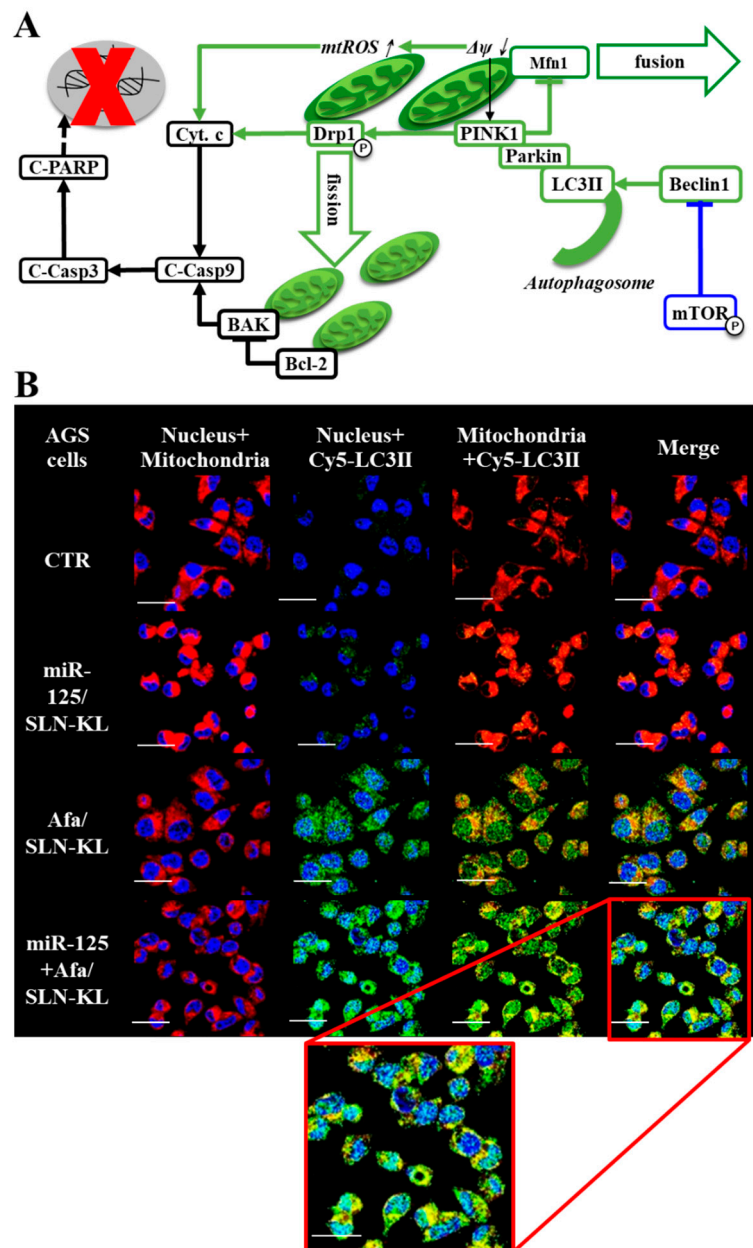 A
mtROS ↑
Δψ ↓
Mfn1
fusion
Cyt. c
Drp1
P
PINK1
Parkin
C-PARP
LC3II
Beclin1
fission
C-Casp3
C-Casp9
Autophagosome
BAK
mTOR
P
Bcl-2
B
AGS
cells
Nucleus+
Mitochondria
Nucleus+
Cy5-LC3II
Mitochondria
+Cy5-LC3II
Merge
CTR
miR-
125/
SLN-KL
Afa/
SLN-KL
miR-125
+Afa/
SLN-KL